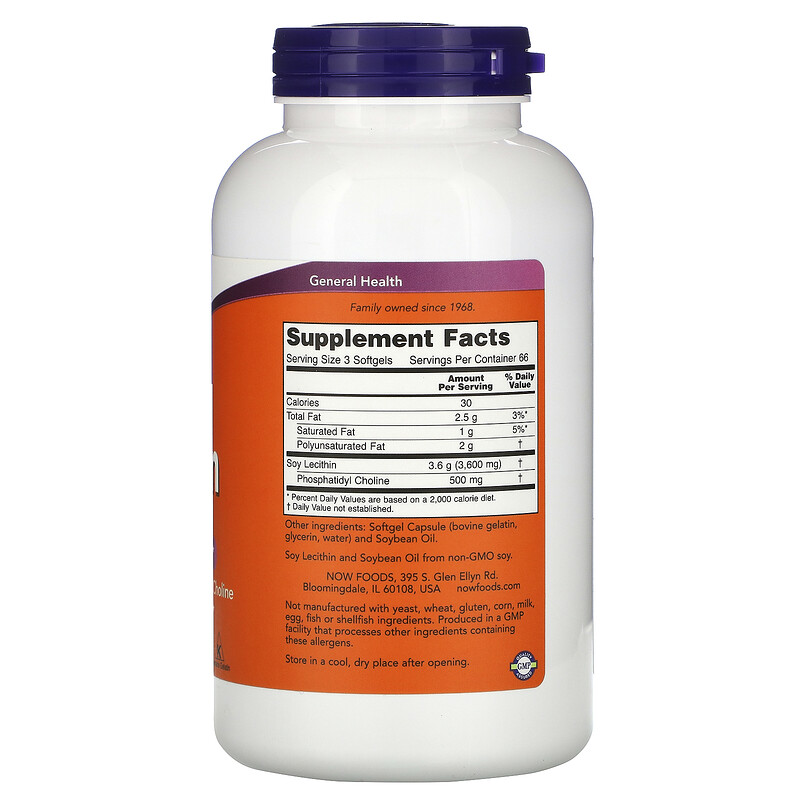 General Health
Family owned since 1968.
Supplement Facts
Serving Size 3 Softgels Servings Per Container 66
Amount Per Serving % Daily Value
Calories 30
Total Fat 2.5 g 3%*
Saturated Fat 1 g 5%*
Polyunsaturated Fat 2 g †
Soy Lecithin 3.6 g (3,600 mg) †
Phosphatidyl Choline 500 mg †
* Percent Daily Values are based on a 2,000 calorie diet.
† Daily Value not established.
Other ingredients: Softgel Capsule (bovine gelatin,
glycerin, water) and Soybean Oil.
Soy Lecithin and Soybean Oil from non-GMO soy.
NOW FOODS, 395 S. Glen Ellyn Rd.
Bloomingdale, IL 60108, USA nowfoods.com
Not manufactured with yeast, wheat, gluten, corn, milk,
egg, fish or shellfish ingredients. Produced in a GMP
facility that processes other ingredients containing
these allergens.
Store in a cool, dry place after opening.
Choline
GMP